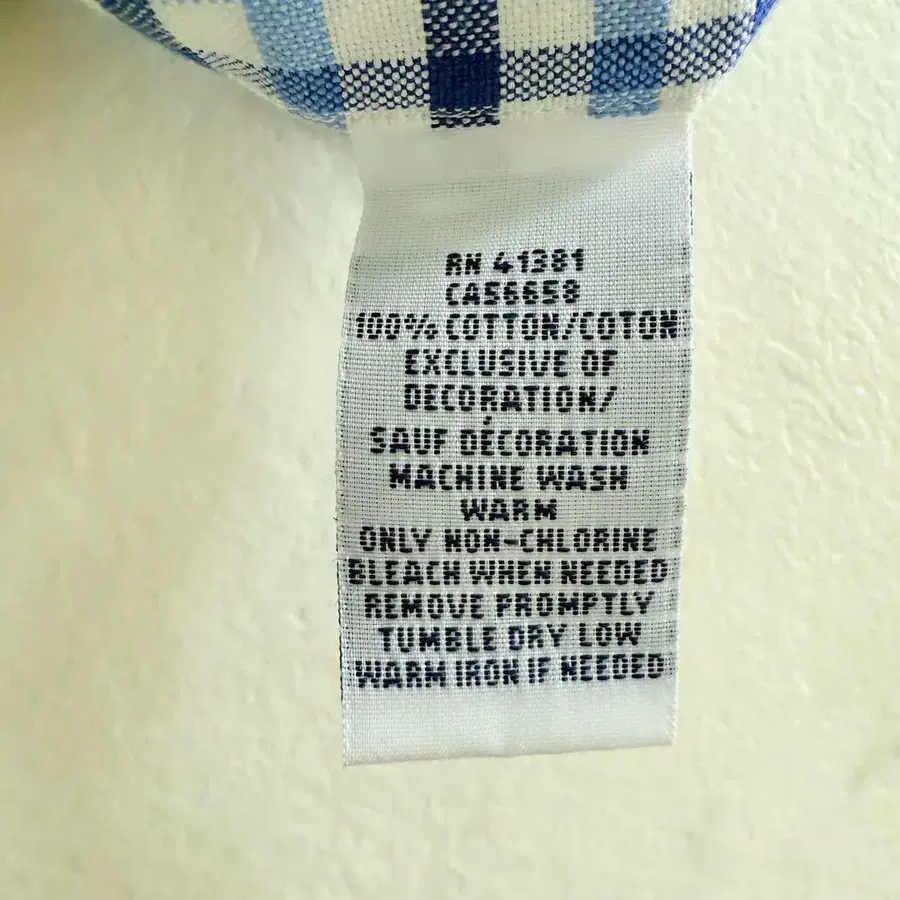 RN 41381
CA56658
100% COTTON/COTON
EXCLUSIVE OF
DECORATION/
SAUF DÉCORATION
MACHINE WASH
WARM
ONLY NON-CHLORINE
BLEACH WHEN NEEDED
REMOVE PROMPTLY
TUMBLE DRY LOW
WARM IRON IF NEEDED